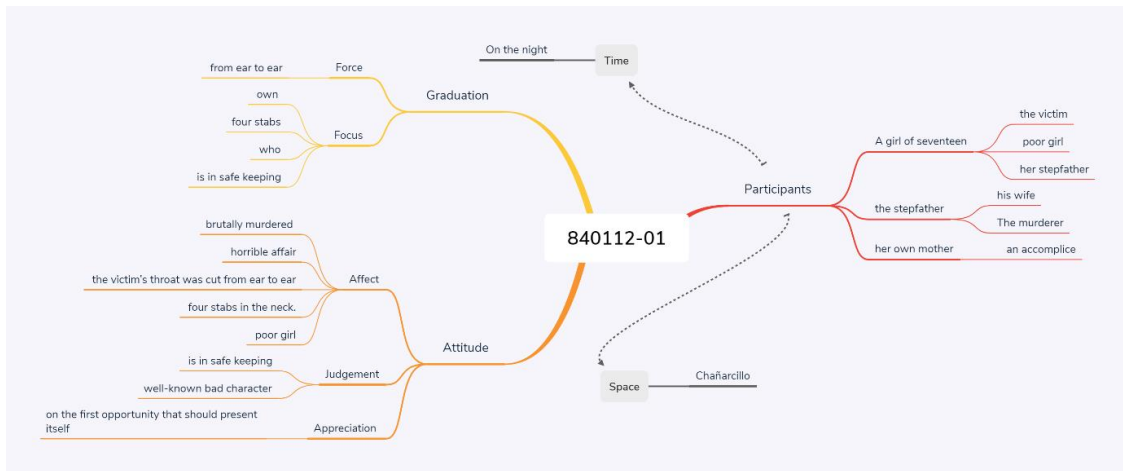 840112-01
Graduation
Force
from ear to ear
Focus
own
four stabs
who
is in safe keeping
Attitude
Affect
brutally murdered
horrible affair
the victim's throat was cut from ear to ear
four stabs in the neck.
poor girl
Judgement
is in safe keeping
well-known bad character
Appreciation
on the first opportunity that should present
itself
Time
On the night
Participants
A girl of seventeen
the victim
poor girl
her stepfather
the stepfather
his wife
The murderer
her own mother
an accomplice
Space
Chañarcillo